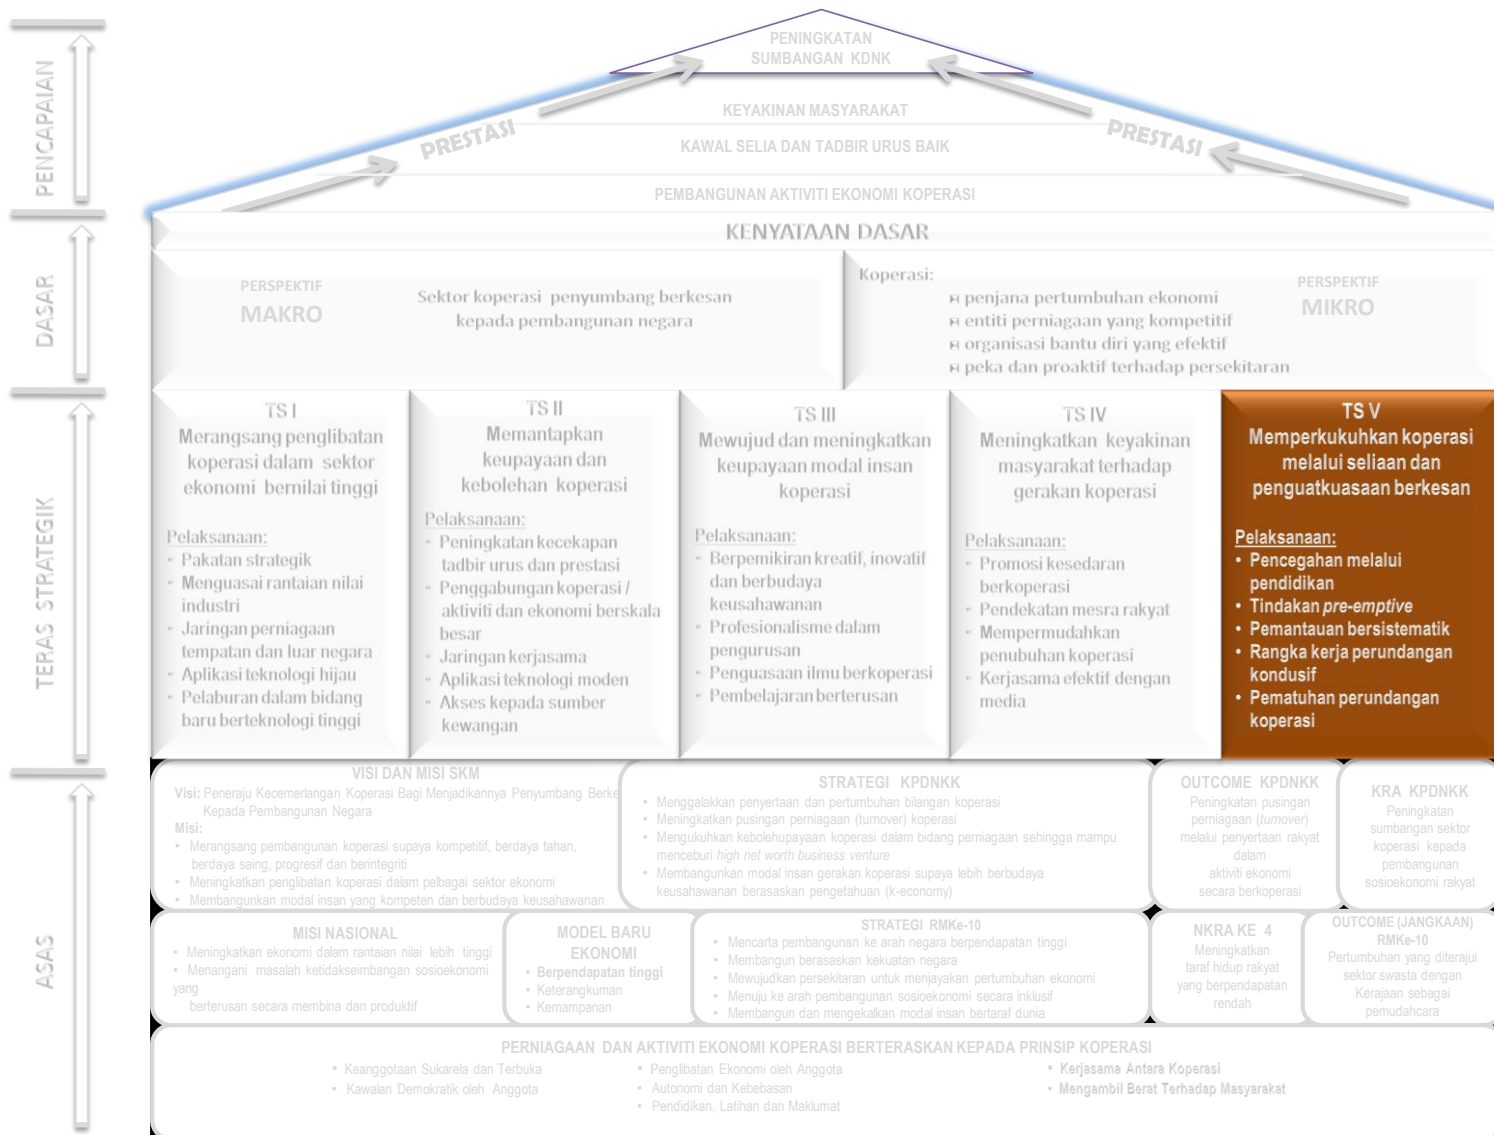 PENINGKATAN
SUMBANGAN KDNK
KEYAKINAN MASYARAKAT
KAWAL SELIA DAN TADBIR URUS BAIK
PEMBANGUNAN AKTIVITI EKONOMI KOPERASI
PRESTASI
PRESTASI
PENCAPAIAN
DASAR
KENYATAAN DASAR
PERSPEKTIF
MAKRO
Sektor koperasi penyumbang berkesan
kepada pembangunan negara
Koperasi:
penjana pertumbuhan ekonomi
entiti perniagaan yang kompetitif
organisasi bantu diri yang efektif
peka dan proaktif terhadap persekitaran
PERSPEKTIF
MIKRO
TERAS STRATEGIK
TS I
Merangsang penglibatan
koperasi dalam sektor
ekonomi bernilai tinggi
Pelaksanaan:
- Pakatan strategik
- Menguasai rantaian nilai
industri
- Jaringan perniagaan
tempatan dan luar negara
- Aplikasi teknologi hijau
- Pelaburan dalam bidang
baru berteknologi tinggi
TS II
Memantapkan
keupayaan dan
kebolehan koperasi
Pelaksanaan:
- Peningkatan kecekapan
tadbir urus dan prestasi
- Penggabungan koperasi /
aktiviti dan ekonomi berskala
besar
- Jaringan kerjasama
- Aplikasi teknologi moden
- Akses kepada sumber
kewangan
TS III
Mewujud dan meningkatkan
keupayaan modal insan
koperasi
Pelaksanaan:
- Berpemikiran kreatif, inovatif
dan berbudaya
keusahawanan
- Profesionalisme dalam
pengurusan
- Penguasaan ilmu berkoperasi
- Pembelajaran berterusan
TS IV
Meningkatkan keyakinan
masyarakat terhadap
gerakan koperasi
Pelaksanaan:
- Promosi kesedaran
berkoperasi
- Pendekatan mesra rakyat
- Mempermudahkan
penubuhan koperasi
- Kerjasama efektif dengan
media
TS V
Memperkukuhkan koperasi
melalui seliaan dan
penguatkuasaan berkesan
Pelaksanaan:
• Pencegahan melalui
pendidikan
• Tindakan pre-emptive
• Pemantauan bersistematik
• Rangka kerja perundangan
kondusif
• Pematuhan perundangan
koperasi
ASAS
VISI DAN MISI SKM
Visi: Peneraju Kecemerlangan Koperasi Bagi Menjadikannya Penyumbang Berke
Kepada Pembangunan Negara
Misi:
• Merangsang pembangunan koperasi supaya kompetitif, berdaya tahan,
berdaya saing, progresif dan berintegriti
• Meningkatkan penglibatan koperasi dalam pelbagai sektor ekonomi
• Membangunkan modal insan yang kompeten dan berbudaya keusahawanan
STRATEGI KPDNKK
• Menggalakkan penyertaan dan pertumbuhan bilangan koperasi
• Meningkatkan pusingan perniagaan (turnover) koperasi
• Mengukuhkan kebolehupayaan koperasi dalam bidang perniagaan sehingga mampu
menceburi high net worth business venture
• Membangunkan modal insan gerakan koperasi supaya lebih berbudaya
keusahawanan berasaskan pengetahuan (k-economy)
OUTCOME KPDNKK
Peningkatan pusingan
perniagaan (turnover)
melalui penyertaan rakyat
dalam
aktiviti ekonomi
secara berkoperasi
KRA KPDNKK
Peningkatan
sumbangan sektor
koperasi kepada
pembangunan
sosioekonomi rakyat
MISI NASIONAL
• Meningkatkan ekonomi dalam rantaian nilai lebih tinggi
• Menangani masalah ketidakseimbangan sosioekonomi
yang
berterusan secara membina dan produktif
MODEL BARU
EKONOMI
• Berpendapatan tinggi
• Keterangkuman
• Kemampanan
STRATEGI RMKe-10
• Mencarta pembangunan ke arah negara berpendapatan tinggi
• Membangun berasaskan kekuatan negara
• Mewujudkan persekitaran untuk menjayakan pertumbuhan ekonomi
• Menuju ke arah pembangunan sosioekonomi secara inklusif
• Membangun dan mengekalkan modal insan bertaraf dunia
NKRA KE 4
Meningkatkan
taraf hidup rakyat
yang berpendapatan
rendah
OUTCOME (JANGKAAN)
RMKe-10
Pertumbuhan yang diterajui
sektor swasta dengan
Kerajaan sebagai
pemudahcara
PERNIAGAAN DAN AKTIVITI EKONOMI KOPERASI BERTERASKAN KEPADA PRINSIP KOPERASI
• Keanggotaan Sukarela dan Terbuka
• Kawalan Demokratik oleh Anggota
• Penglibatan Ekonomi oleh Anggota
• Autonomi dan Kebebasan
• Pendidikan, Latihan dan Maklumat
• Kerjasama Antara Koperasi
• Mengambil Berat Terhadap Masyarakat